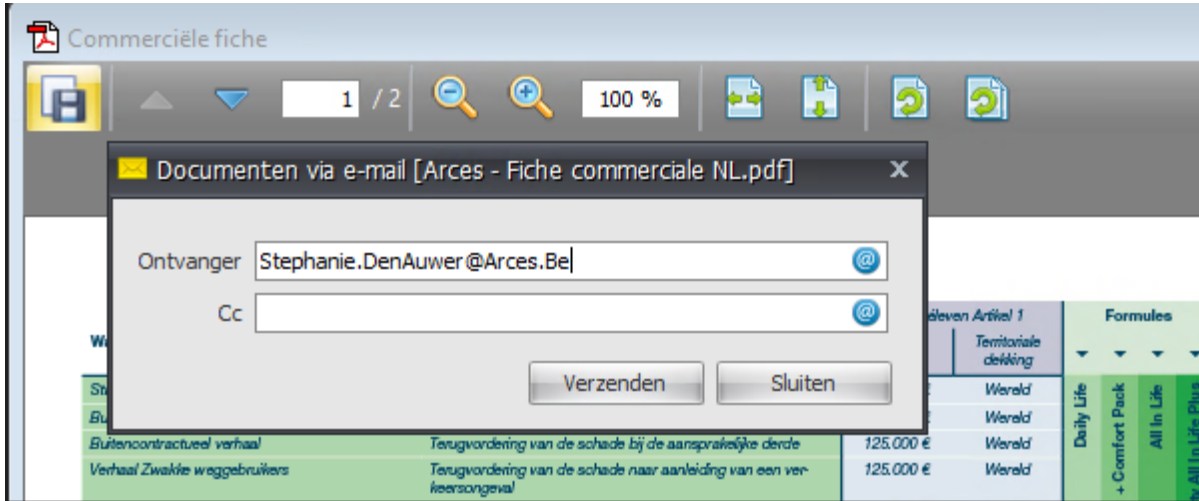 Commerciële fiche
1 / 2
100 %
Documenten via e-mail [Arces - Fiche commerciale NL.pdf]
x
Ontvanger Stephanie.DenAuwer@Arces.Be
Cc
Verzenden Sluiten
Artikel 1
Formules
Territoriale
dekking
Wereld
Wereld
Buitencontractueel verhaal Terugvordering van de schade bij de aansprakelijke derde 125.000 € Wereld
Verhaal Zwakke weggebruikers Terugvordering van de schade naar aanleiding van een ver-
keersongeval 125.000 € Wereld
Daily Life
+ Comfort Pack
All In Life
All In Life Plus